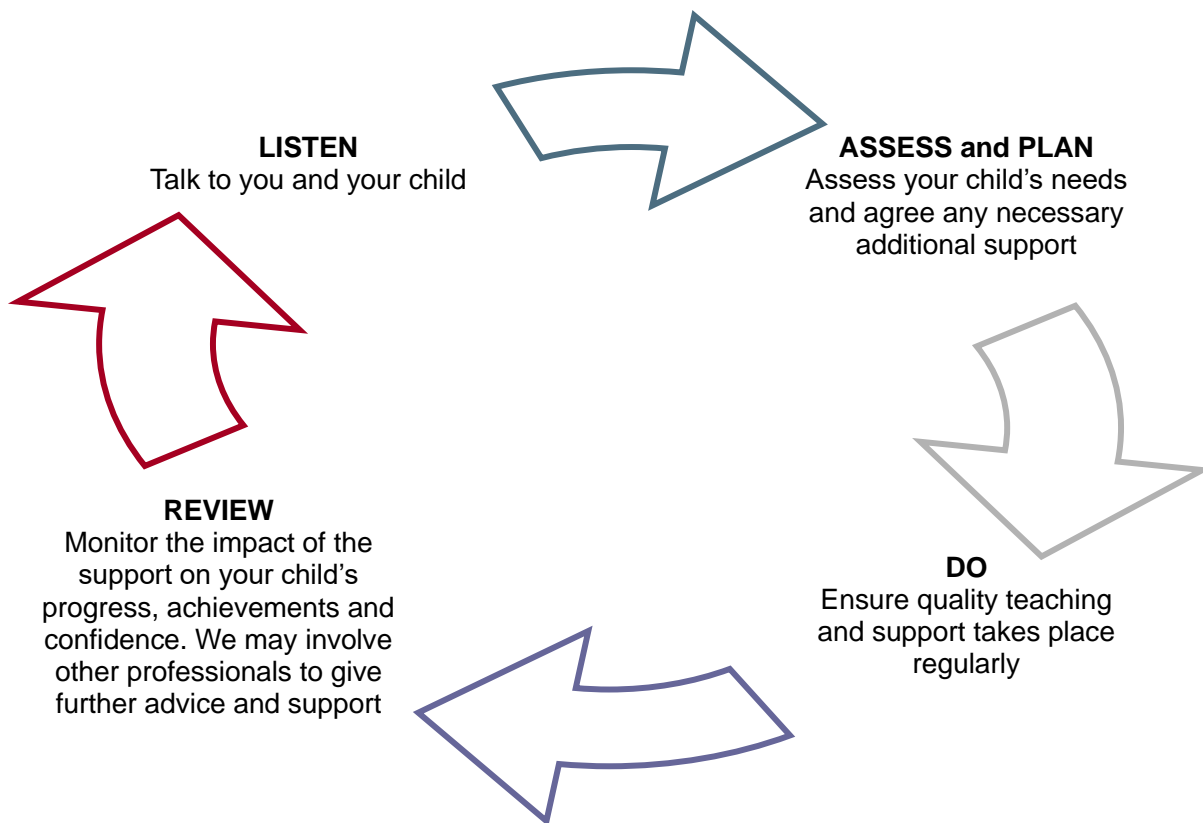 LISTEN
Talk to you and your child
ASSESS and PLAN
Assess your child’s needs
and agree any necessary
additional support
DO
Ensure quality teaching
and support takes place
regularly
REVIEW
Monitor the impact of the
support on your child’s
progress, achievements and
confidence. We may involve
other professionals to give
further advice and support